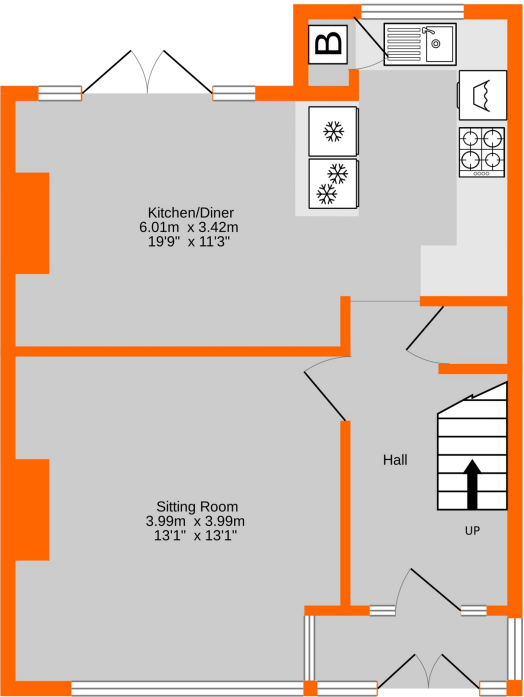 B
Kitchen/Diner
6.01m x 3.42m
19'9" x 11'3"
Hall
Sitting Room
3.99m x 3.99m
13'1" x 13'1"
UP